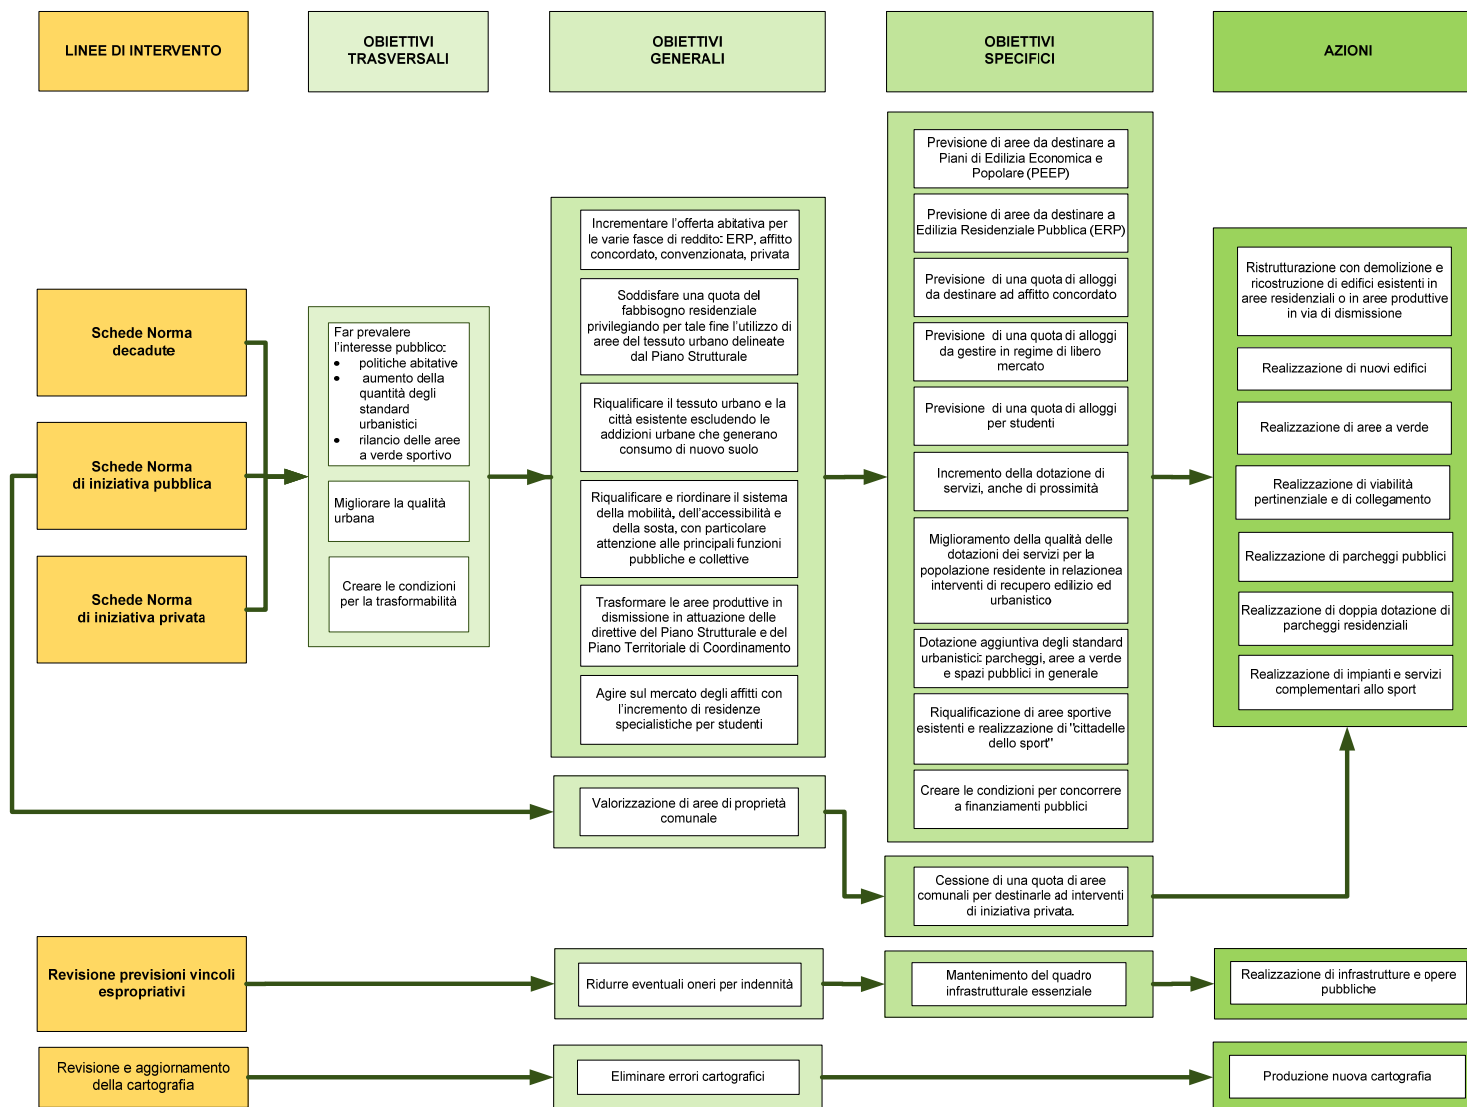 LINEE DI INTERVENTO
OBIETTIVI
TRASVERSALI
OBIETTIVI
GENERALI
OBIETTIVI
SPECIFICI
AZIONI
Schede Norma
decadute
Schede Norma
di iniziativa pubblica
Schede Norma
di iniziativa privata
Far prevalere
l'interesse pubblico:
• politiche abitative
• aumento della
quantità degli
standard
urbanistici
• rilancio delle aree
a verde sportivo
Migliorare la qualità
urbana
Creare le condizioni
per la trasformabilità
Incrementare l'offerta abitativa per
le varie fasce di reddito: ERP, affitto
concordato, convenzionata, privata
Soddisfare una quota del
fabbisogno residenziale
privilegiando per tale fine l'utilizzo di
aree del tessuto urbano delineate
dal Piano Strutturale
Riqualificare il tessuto urbano e la
città esistente escludendo le
addizioni urbane che generano
consumo di nuovo suolo
Riqualificare e riordinare il sistema
della mobilità, dell'accessibilità e
della sosta, con particolare
attenzione alle principali funzioni
pubbliche e collettive
Trasformare le aree produttive in
dismissione in attuazione delle
direttive del Piano Strutturale e del
Piano Territoriale di Coordinamento
Agire sul mercato degli affitti con
l'incremento di residenze
specialistiche per studenti
Valorizzazione di aree di proprietà
comunale
Previsione di aree da destinare a
Piani di Edilizia Economica e
Popolare (PEEP)
Previsione di aree da destinare a
Edilizia Residenziale Pubblica (ERP)
Previsione di una quota di alloggi
da destinare ad affitto concordato
Previsione di una quota di alloggi
da gestire in regime di libero
mercato
Previsione di una quota di alloggi
per studenti
Incremento della dotazione di
servizi, anche di prossimità
Miglioramento della qualità delle
dotazioni dei servizi per la
popolazione residente in relazionea
interventi di recupero edilizio ed
urbanistico
Dotazione aggiuntiva degli standard
urbanistici: parcheggi, aree a verde
e spazi pubblici in generale
Riqualificazione di aree sportive
esistenti e realizzazione di "cittadelle
dello sport"
Creare le condizioni per concorrere
a finanziamenti pubblici
Cessione di una quota di aree
comunali per destinarle ad interventi
di iniziativa privata.
Ristrutturazione con demolizione e
ricostruzione di edifici esistenti in
aree residenziali o in aree produttive
in via di dismissione
Realizzazione di nuovi edifici
Realizzazione di aree a verde
Realizzazione di viabilità
pertinenziale e di collegamento
Realizzazione di parcheggi pubblici
Realizzazione di doppia dotazione di
parcheggi residenziali
Realizzazione di impianti e servizi
complementari allo sport
Revisione previsioni vincoli
espropriativi
Ridurre eventuali oneri per indennità
Mantenimento del quadro
infrastrutturale essenziale
Realizzazione di infrastrutture e opere
pubbliche
Revisione e aggiornamento
della cartografia
Eliminare errori cartografici
Produzione nuova cartografia